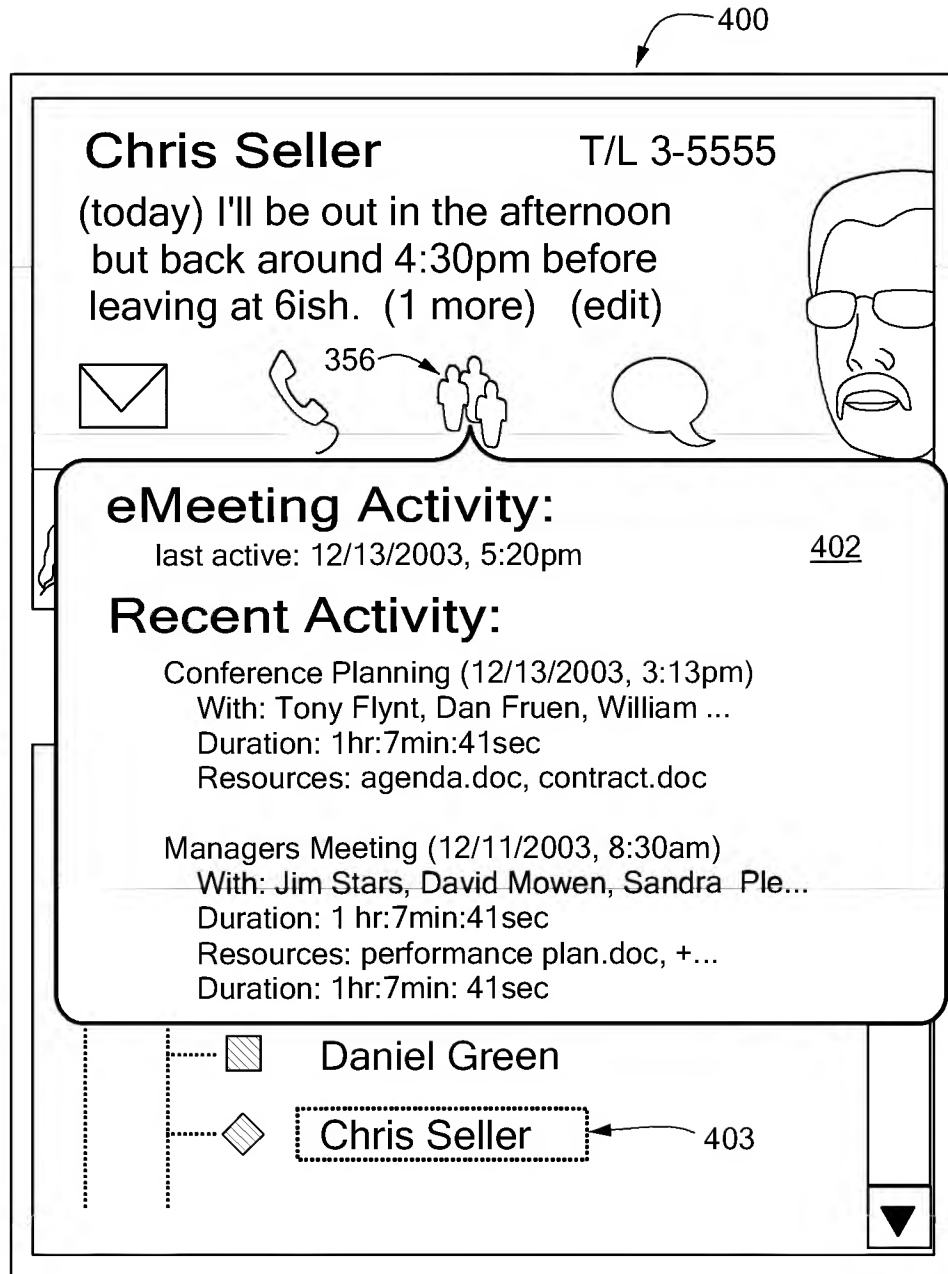 400
Chris Seller T/L 3-5555
(today) I'll be out in the afternoon
but back around 4:30pm before
leaving at 6ish. (1 more) (edit)
356
eMeeting Activity:
last active: 12/13/2003, 5:20pm 402
Recent Activity:
Conference Planning (12/13/2003, 3:13pm)
With: Tony Flynt, Dan Fruen, William ...
Duration: 1hr:7min:41sec
Resources: agenda.doc, contract.doc
Managers Meeting (12/11/2003, 8:30am)
With: Jim Stars, David Mowen, Sandra Ple...
Duration: 1 hr:7min:41sec
Resources: performance plan.doc, +...
Duration: 1hr:7min: 41sec
Daniel Green
Chris Seller 403